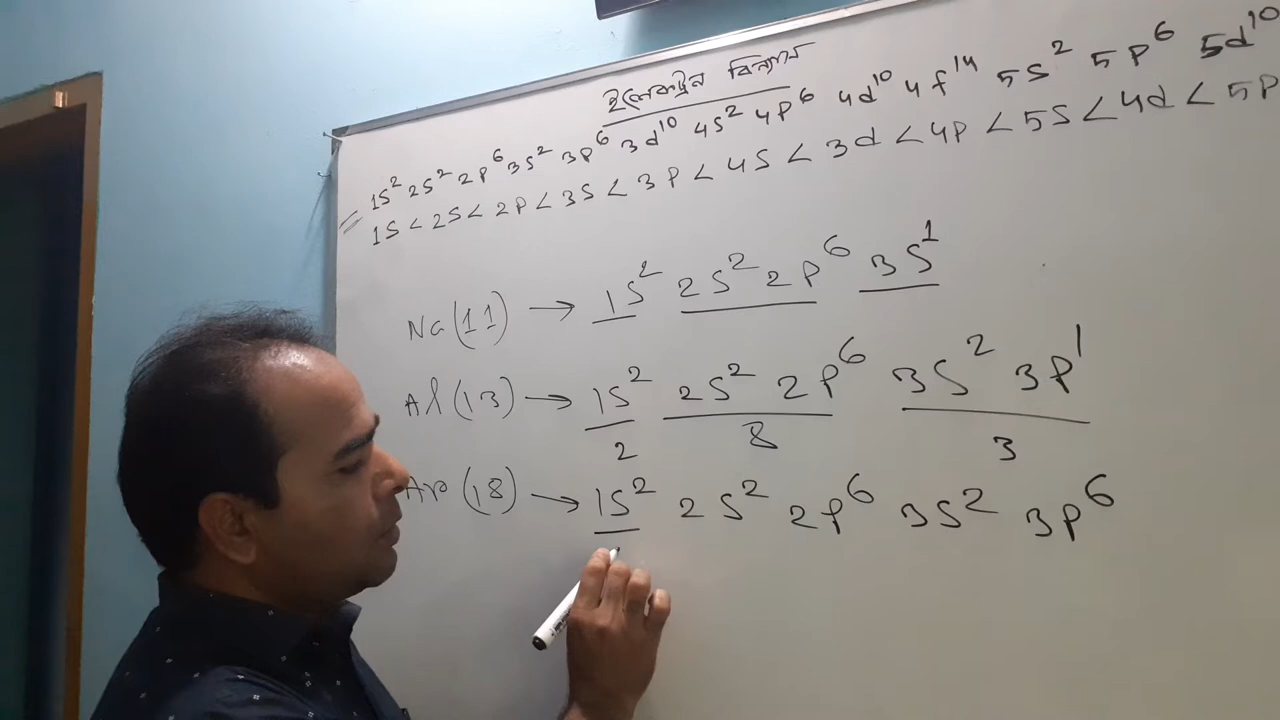 ইলেকট্রন বিন্যাস
1S² 2S² 2P⁶ 3S² 3P⁶ 3d¹⁰ 4S² 4P⁶ 4d¹⁰ 4f¹⁴ 5S² 5P⁶ 5d¹⁰
1S < 2S < 2P < 3S < 3P < 4S < 3d < 4P < 5S < 4d < 5P
Na(11) → 1S² 2S² 2P⁶ 3S¹
Al(13) → 1S² 2S² 2P⁶ 3S² 3P¹
2 8 3
Ar(18) → 1S² 2S² 2P⁶ 3S² 3P⁶